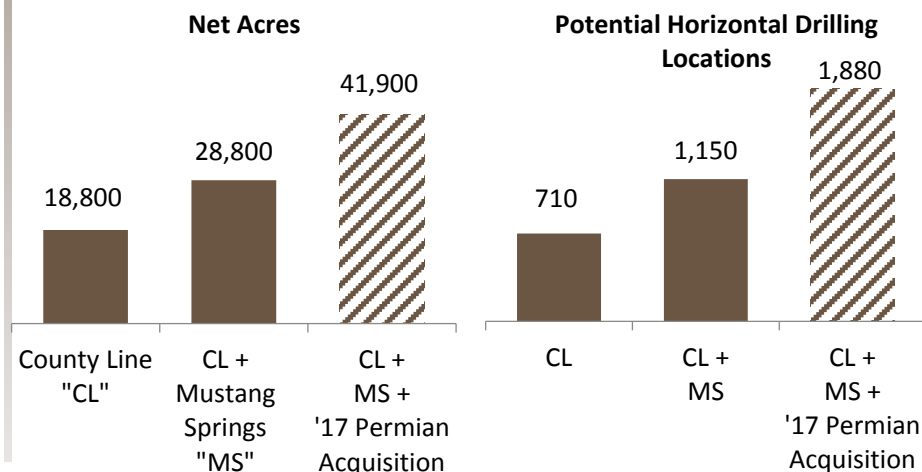 Net Acres
41,900
28,800
18,800
County Line
"CL"
CL +
Mustang
Springs
"MS"
CL +
MS +
'17 Permian
Acquisition
Potential Horizontal Drilling
Locations
1,880
1,150
710
CL
CL +
MS
CL +
MS +
'17 Permian
Acquisition